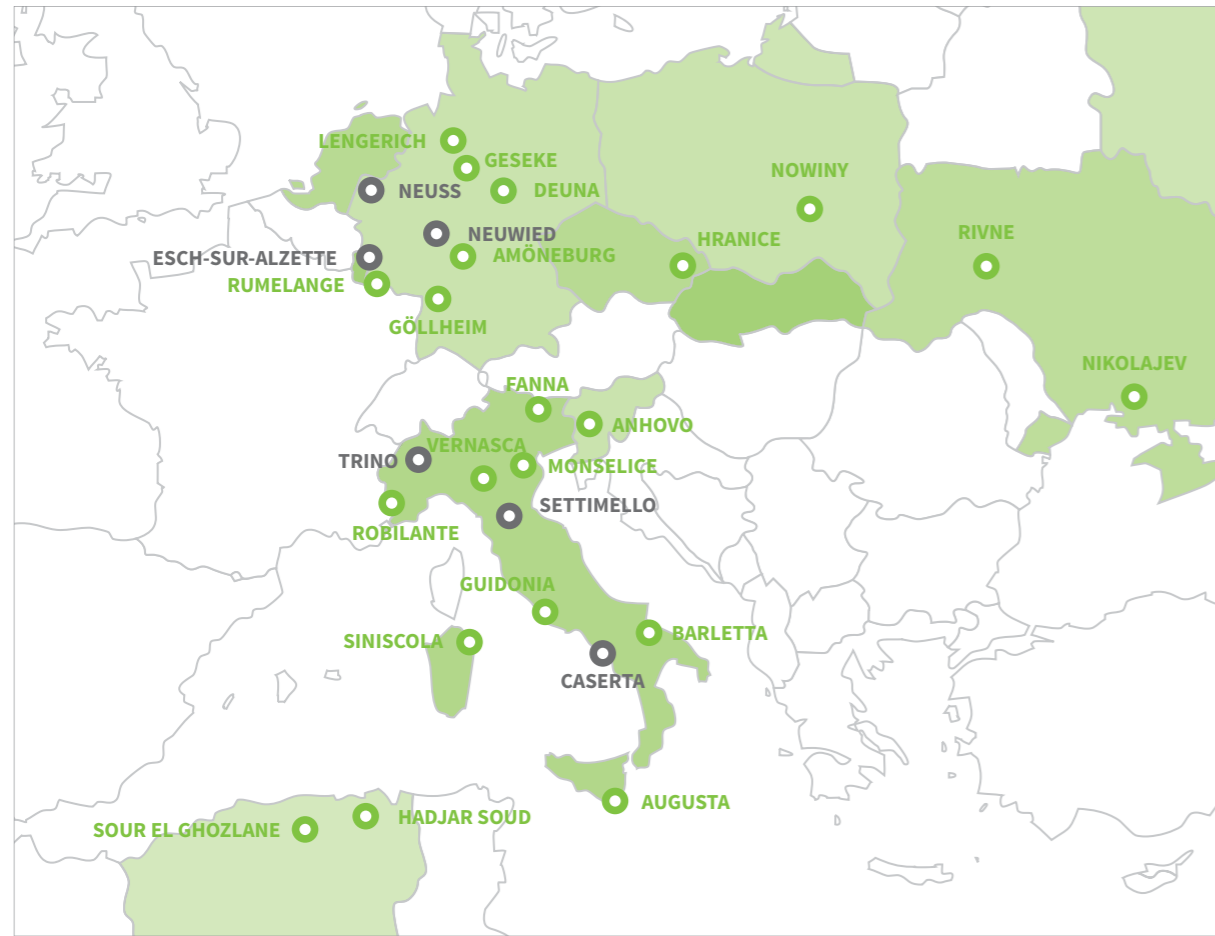 LENGERICH
GESEKE
NOWINY
NEUSS
DEUNA
RIVNE
NEUWIED
HRANICE
ESCH-SUR-ALZETTE
AMÖNEBURG
RUMELANGE
GÖLLHEIM
NIKOLAJEV
FANNA
ANHOVO
VERNASCA
TRINO
MONSELICE
SETTIMELLO
ROBILANTE
GUIDONIA
BARLETTA
SINISCOLA
CASERTA
AUGUSTA
HADJAR SOUD
SOUR EL GHOZLANE